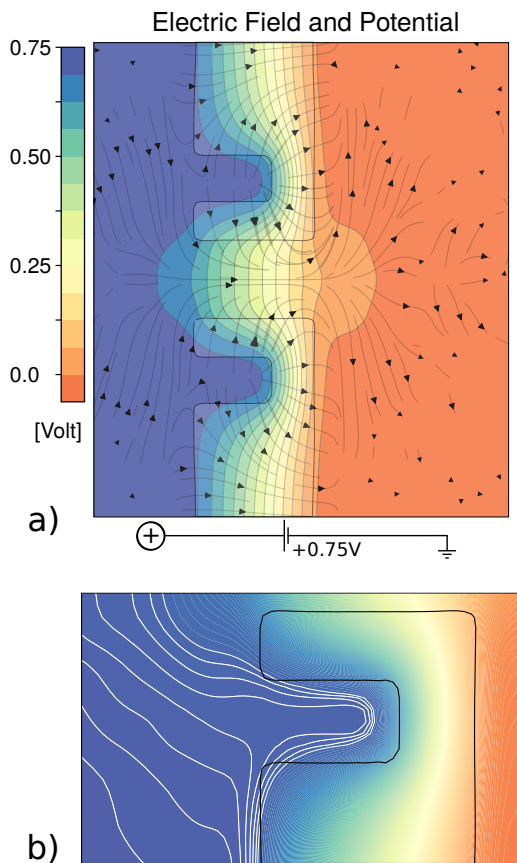 Electric Field and Potential
0.75
0.50
0.25
0.0
[Volt]
a)
+
+0.75V
b)